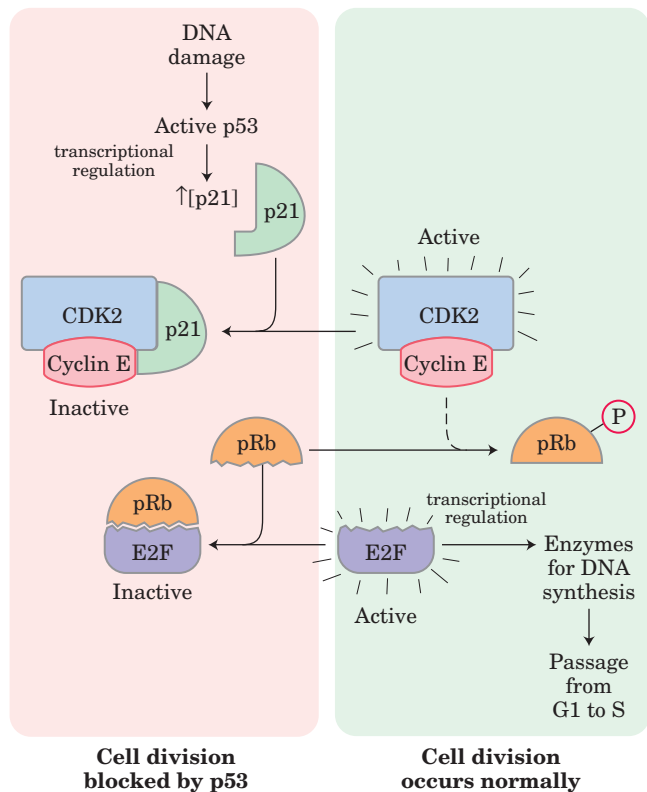 DNA
damage
Active p53
transcriptional
regulation
↑[p21]
p21
CDK2
p21
Cyclin E
Inactive
Active
CDK2
Cyclin E
pRb
pRb
P
pRb
E2F
Inactive
E2F
Active
transcriptional
regulation
Enzymes
for DNA
synthesis
Passage
from
G1 to S
Cell division
blocked by p53
Cell division
occurs normally